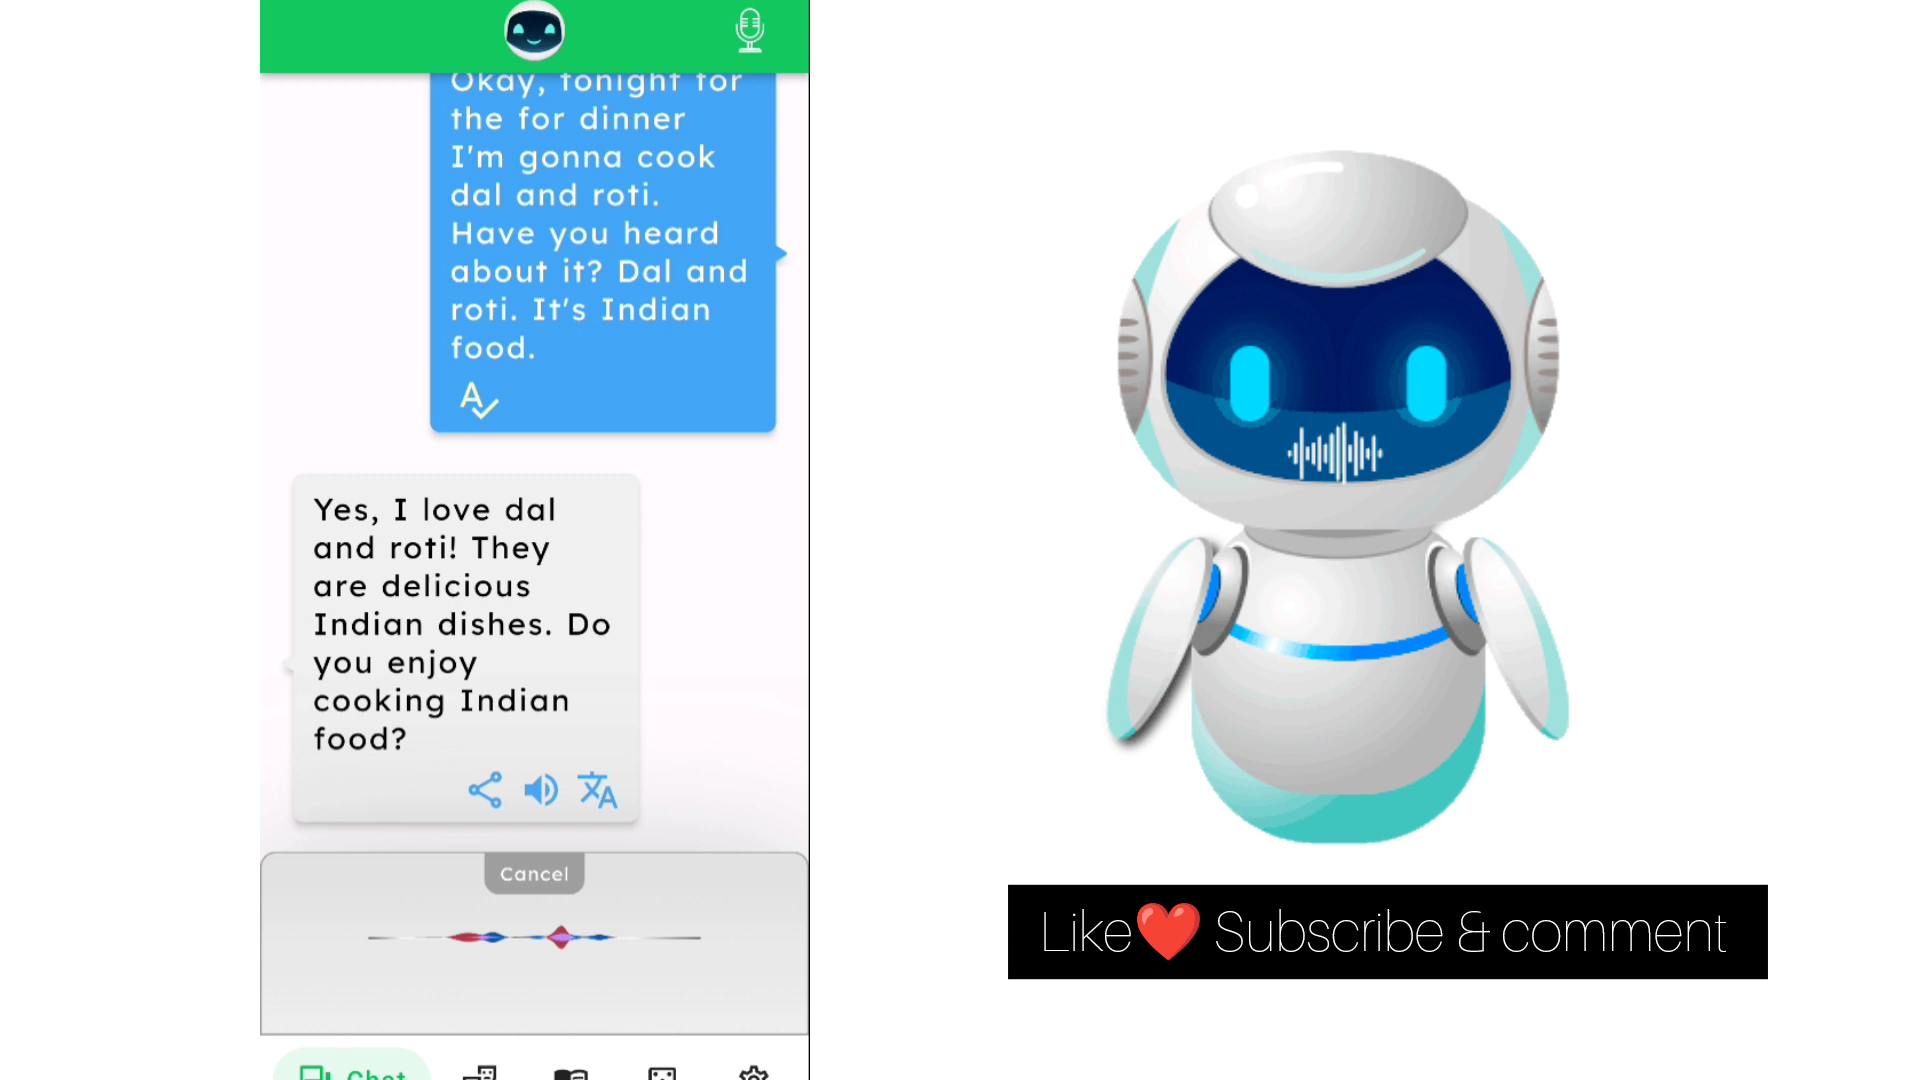 Okay, tonight for
the for dinner
I'm gonna cook
dal and roti.
Have you heard
about it? Dal and
roti. It's Indian
food.
Yes, I love dal
and roti! They
are delicious
Indian dishes. Do
you enjoy
cooking Indian
food?
Cancel
Chat
Like❤️ Subscribe & comment